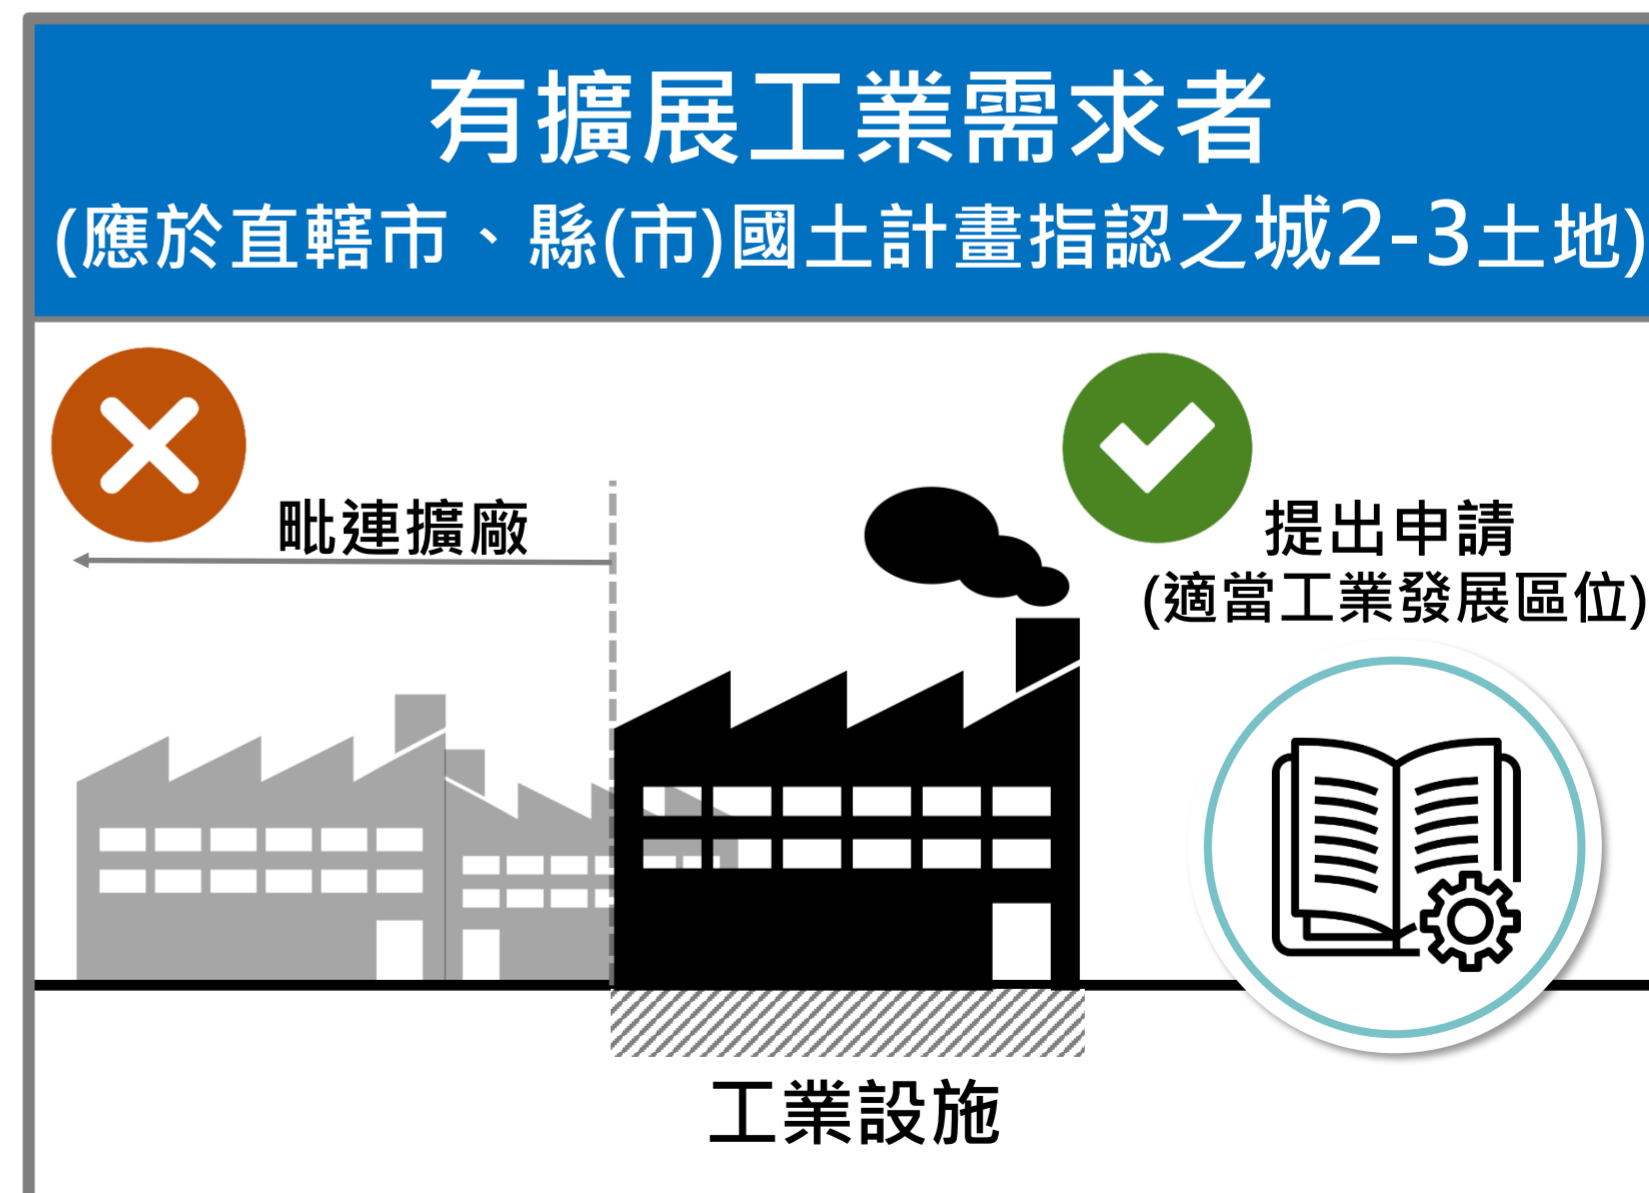 有擴展工業需求者
(應於直轄市、縣(市)國土計畫指認之城2-3土地)
毗連擴廠
提出申請
(適當工業發展區位)
工業設施